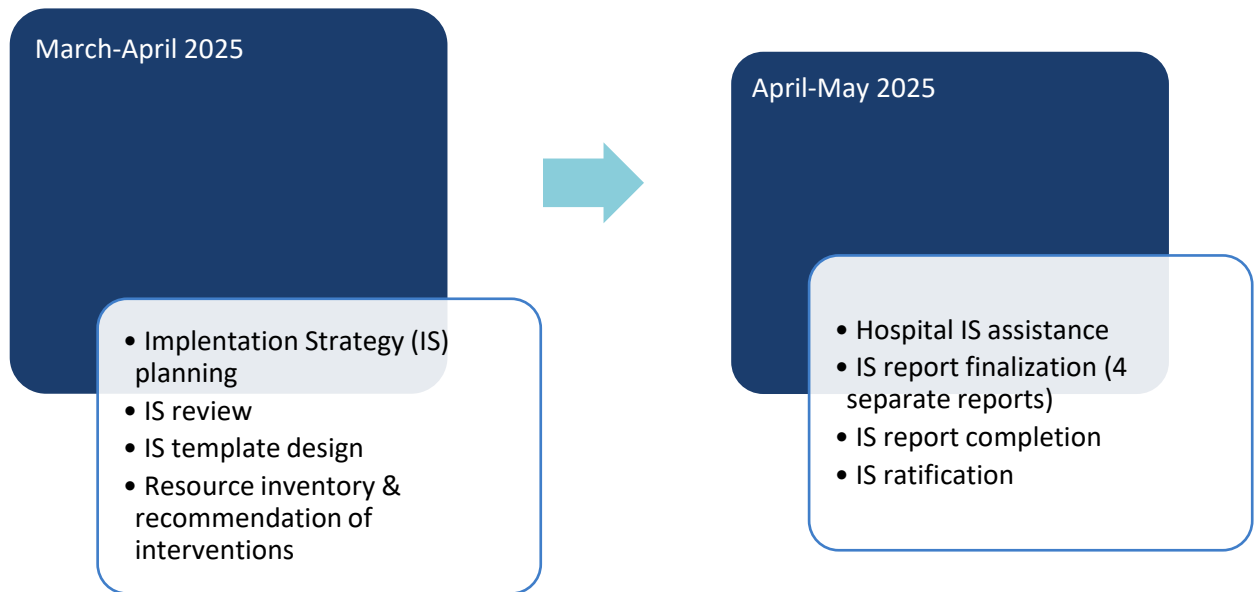 March-April 2025
• Implentation Strategy (IS)
planning
• IS review
• IS template design
• Resource inventory &
recommendation of
interventions
April-May 2025
• Hospital IS assistance
• IS report finalization (4
separate reports)
• IS report completion
• IS ratification